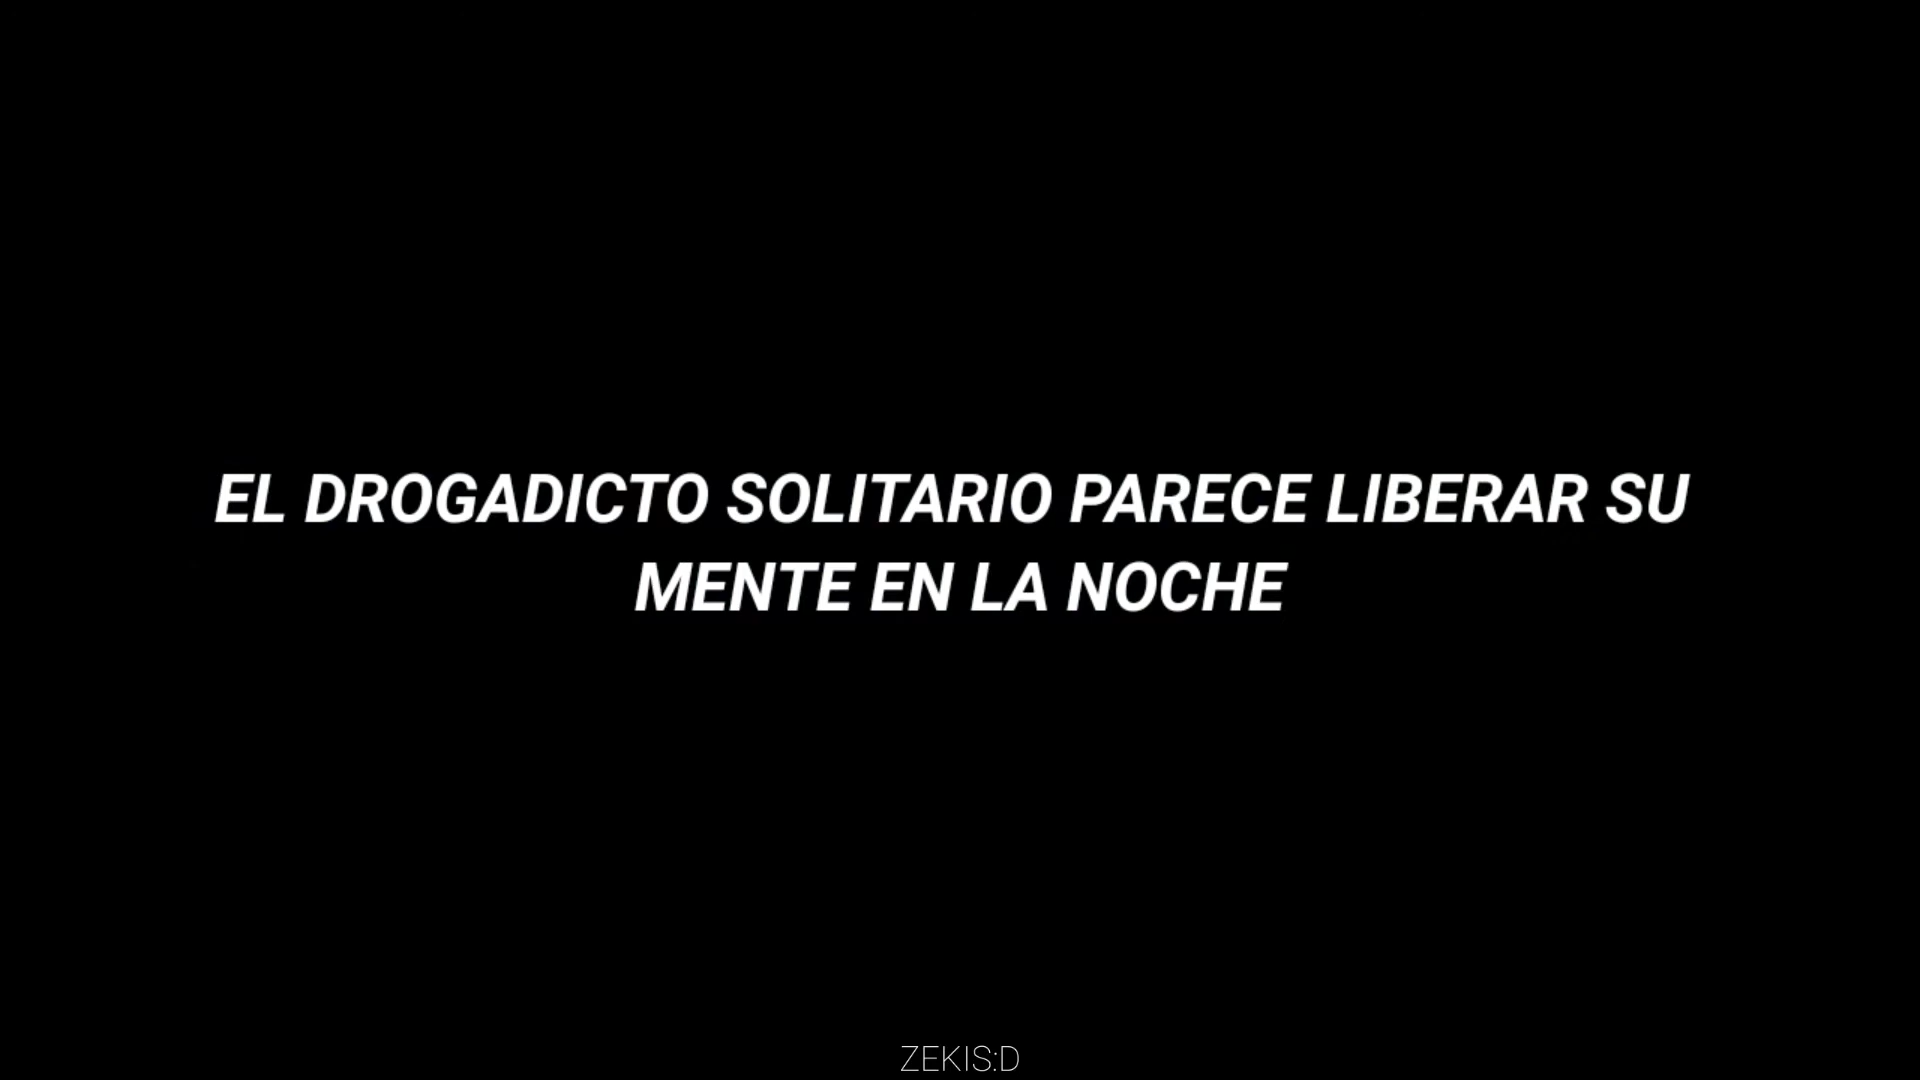 EL DROGADICTO SOLITARIO PARECE LIBERAR SU
MENTE EN LA NOCHE
ZEKIS:D